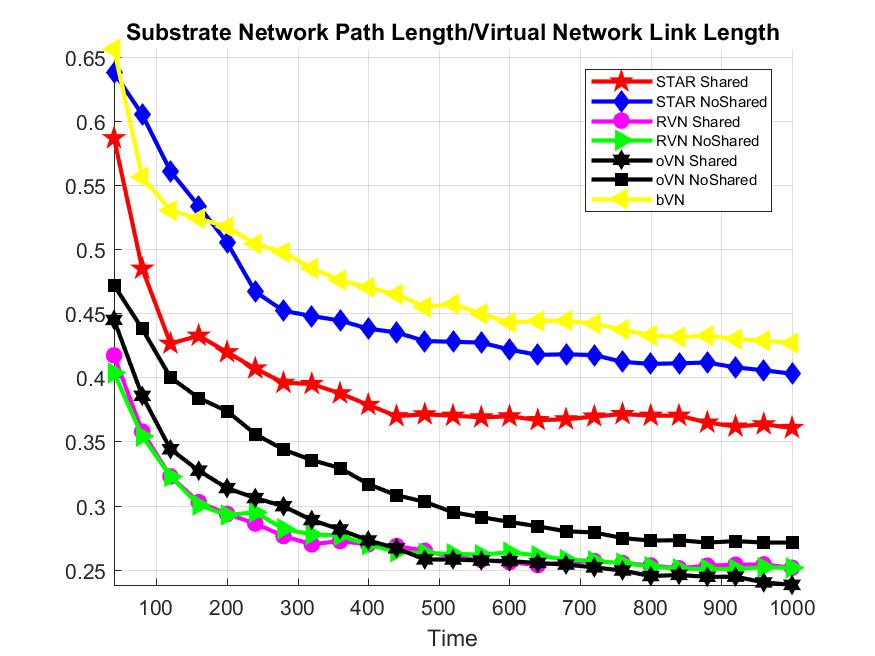 Substrate Network Path Length/Virtual Network Link Length
0.65
0.6
0.55
0.5
0.45
0.4
0.35
0.3
0.25
STAR Shared
STAR NoShared
RVN Shared
RVN NoShared
oVN Shared
oVN NoShared
bVN
100 200 300 400 500 600 700 800 900 1000
Time